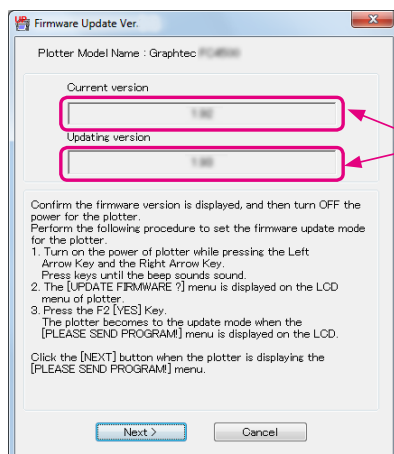 Firmware Update Ver.
Plotter Model Name : Graphtec
Current version
Updating version
Confirm the firmware version is displayed, and then turn OFF the
power for the plotter.
Perform the following procedure to set the firmware update mode
for the plotter.
1. Turn on the power of plotter while pressing the Left
Arrow Key and the Right Arrow Key.
Press keys until the beep sounds sound.
2. The [UPDATE FIRMWARE ?] menu is displayed on the LCD
menu of plotter.
3. Press the F2 [YES] Key.
The plotter becomes to the update mode when the
[PLEASE SEND PROGRAM!] menu is displayed on the LCD.
Click the [NEXT] button when the plotter is displaying the
[PLEASE SEND PROGRAM!] menu.
Next >
Cancel